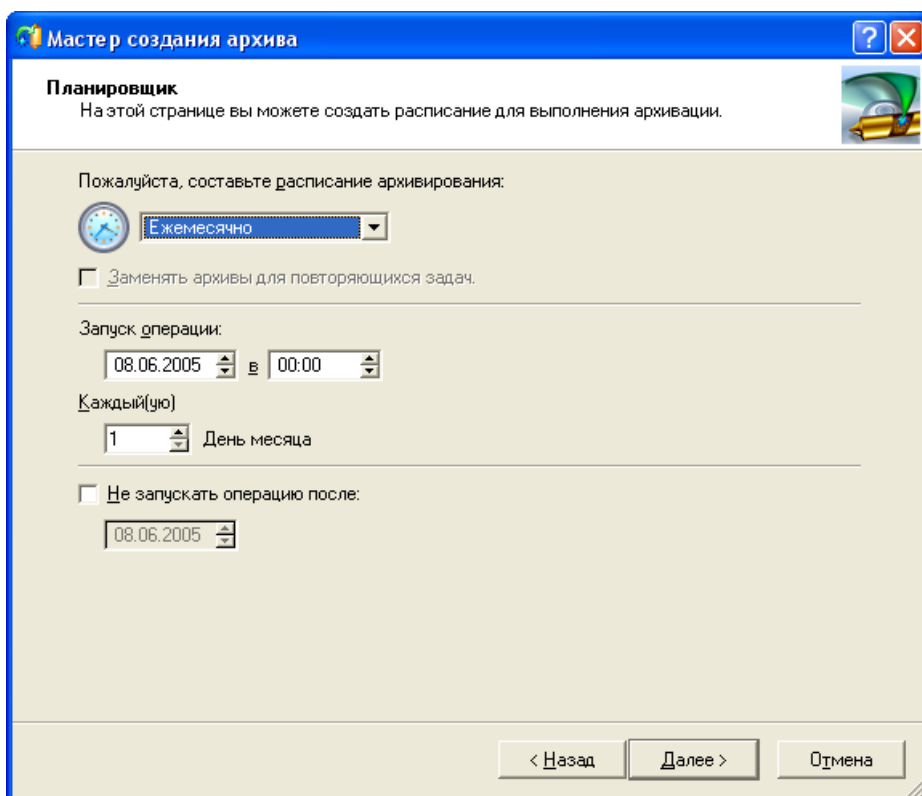 Мастер создания архива
Планировщик
На этой странице вы можете создать расписание для выполнения архивации.
Пожалуйста, составьте расписание архивирования:
Ежемесячно
Заменять архивы для повторяющихся задач.
Запуск операции:
08.06.2005 в 00:00
Каждый(ую)
1 День месяца
Не запускать операцию после:
08.06.2005
< Назад Далее > Отмена